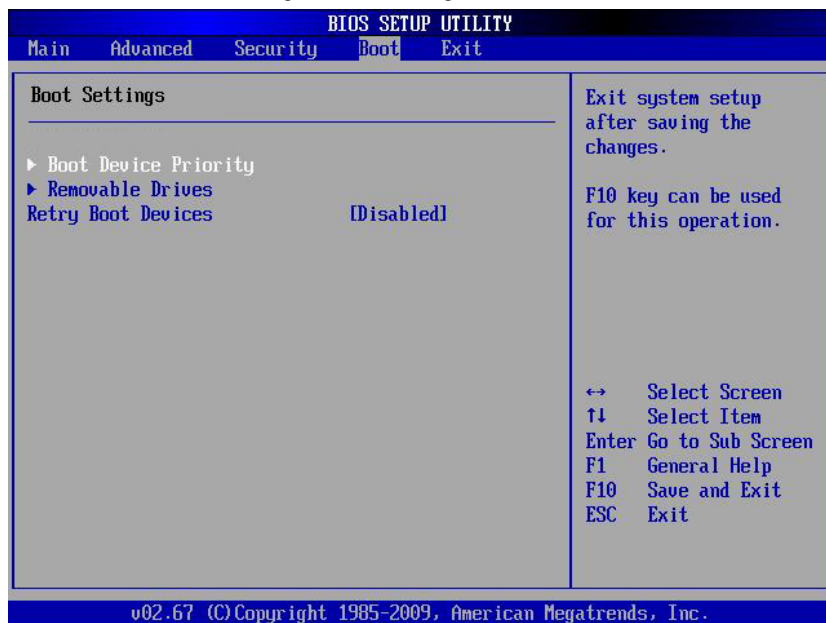 BIOS SETUP UTILITY
Main Advanced Security Boot Exit
Boot Settings
▶ Boot Device Priority
▶ Removable Drives
Retry Boot Devices [Disabled]
Exit system setup
after saving the
changes.
F10 key can be used
for this operation.
↔ Select Screen
↑↓ Select Item
Enter Go to Sub Screen
F1 General Help
F10 Save and Exit
ESC Exit
v02.67 (C)Copyright 1985-2009, American Megatrends, Inc.